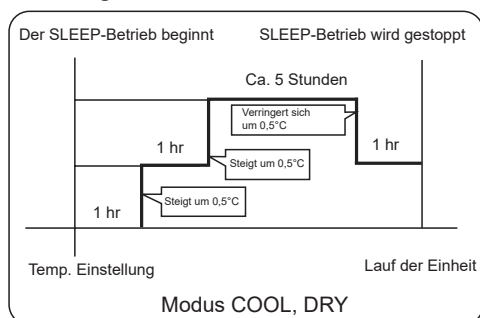 Der SLEEP-Betrieb beginnt
SLEEP-Betrieb wird gestoppt
Ca. 5 Stunden
Verringert sich
um 0,5°C
1 hr
1 hr
Steigt um 0,5°C
Steigt um 0,5°C
1 hr
Temp. Einstellung
Lauf der Einheit
Modus COOL, DRY